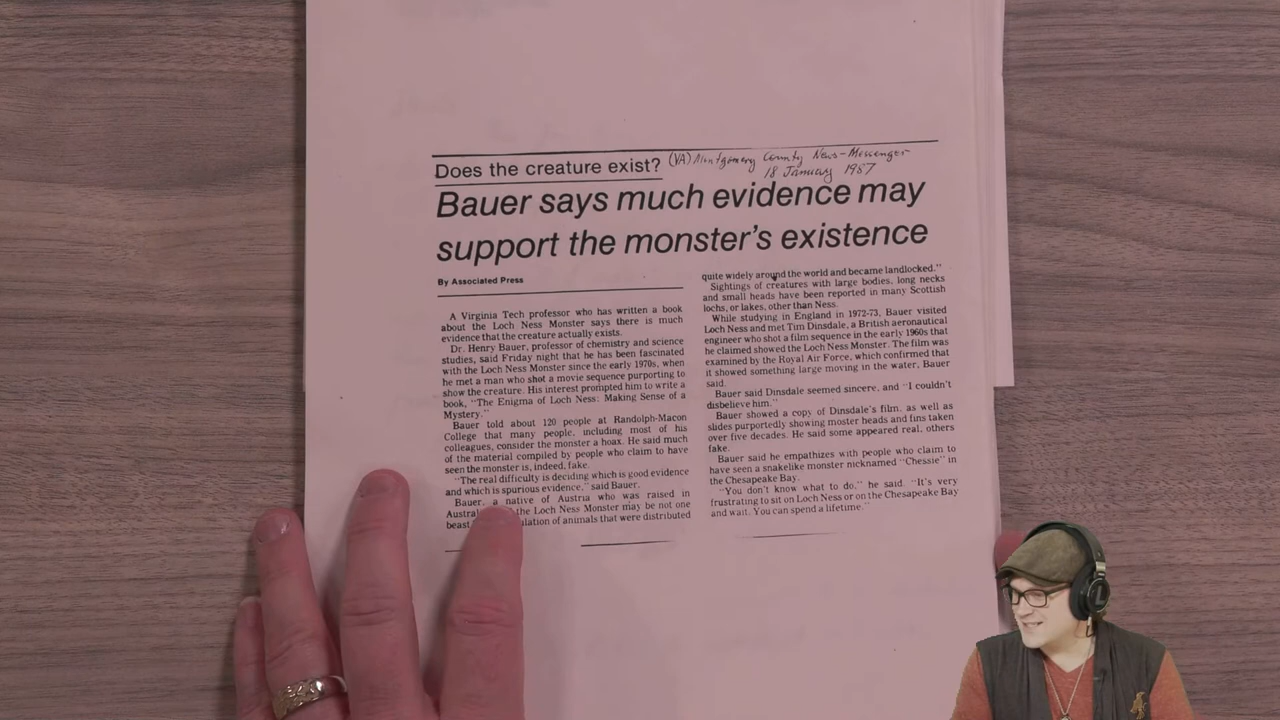 Does the creature exist? (VA) Montgomery County News-Messenger
18 January 1987
Bauer says much evidence may
support the monster's existence
By Associated Press
A Virginia Tech professor who has written a book
about the Loch Ness Monster says there is much
evidence that the creature actually exists.
Dr. Henry Bauer, professor of chemistry and science
studies, said Friday night that he has been fascinated
with the Loch Ness Monster since the early 1970s, when
he met a man who shot a movie sequence purporting to
show the creature. His interest prompted him to write a
book, "The Enigma of Loch Ness: Making Sense of a
Mystery."
Bauer told about 120 people at Randolph-Macon
College that many people, including most of his
colleagues, consider the monster a hoax. He said much
of the material compiled by people who claim to have
seen the monster is, indeed, fake.
"The real difficulty is deciding which is good evidence
and which is spurious evidence," said Bauer.
Bauer, a native of Austria who was raised in
Austral the Loch Ness Monster may be not one
beast ulation of animals that were distributed
quite widely around the world and became landlocked."
Sightings of creatures with large bodies, long necks
and small heads have been reported in many Scottish
lochs, or lakes, other than Ness.
While studying in England in 1972-73, Bauer visited
Loch Ness and met Tim Dinsdale, a British aeronautical
engineer who shot a film sequence in the early 1960s that
he claimed showed the Loch Ness Monster. The film was
examined by the Royal Air Force, which confirmed that
it showed something large moving in the water, Bauer
said.
Bauer said Dinsdale seemed sincere, and "I couldn't
disbelieve him."
Bauer showed a copy of Dinsdale's film, as well as
slides purportedly showing moster heads and fins taken
over five decades. He said some appeared real, others
fake.
Bauer said he empathizes with people who claim to
have seen a snakelike monster nicknamed "Chessie" in
the Chesapeake Bay.
"You don't know what to do," he said. "It's very
frustrating to sit on Loch Ness or on the Chesapeake Bay
and wait. You can spend a lifetime."